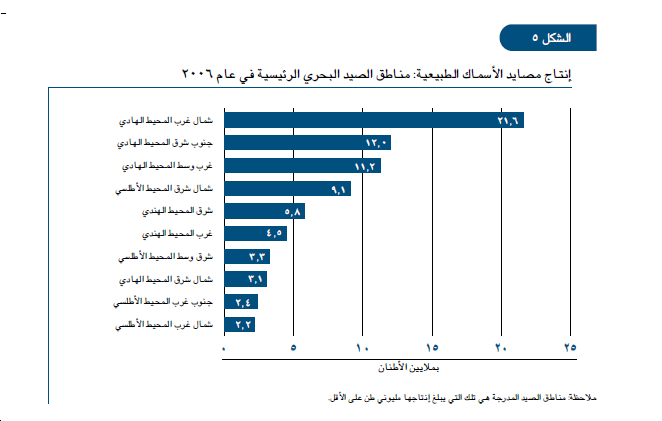 الشكل ٥
إنتاج مصايد الأسماك الطبيعية: مناطق الصيد البحري الرئيسية في عام ٢٠٠٦
شمال غرب المحيط الهادي ٢١,٦
جنوب شرق المحيط الهادي ١٢,٠
غرب وسط المحيط الهادي ١١,٢
شمال شرق المحيط الأطلسي ٩,١
شرق المحيط الهندي ٥,٨
غرب المحيط الهندي ٤,٥
شرق وسط المحيط الأطلسي ٣,٣
شمال شرق المحيط الهادي ٣,١
جنوب غرب المحيط الأطلسي ٢,٤
شمال غرب المحيط الأطلسي ٢,٢
٠ ٥ ١٠ ١٥ ٢٠ ٢٥
بملايين الأطنان
ملاحظة: مناطق الصيد المدرجة هي تلك التي يبلغ إنتاجها مليوني طن على الأقل.